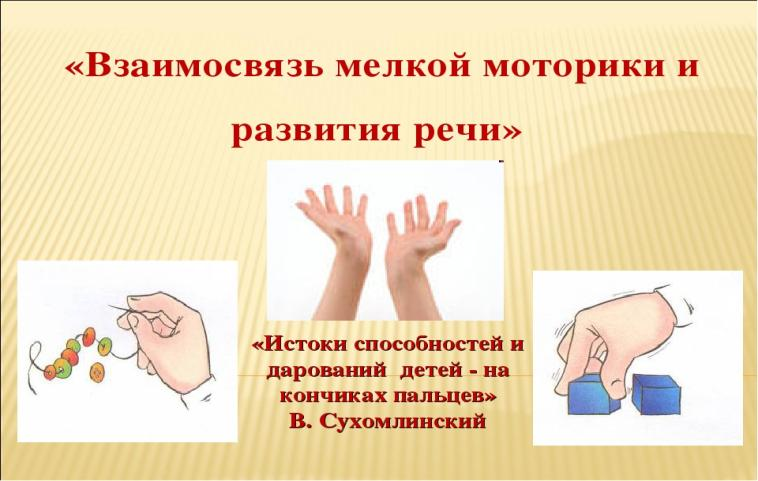 «Взаимосвязь мелкой моторики и
развития речи»
«Истоки способностей и
дарований детей - на
кончиках пальцев»
В. Сухомлинский